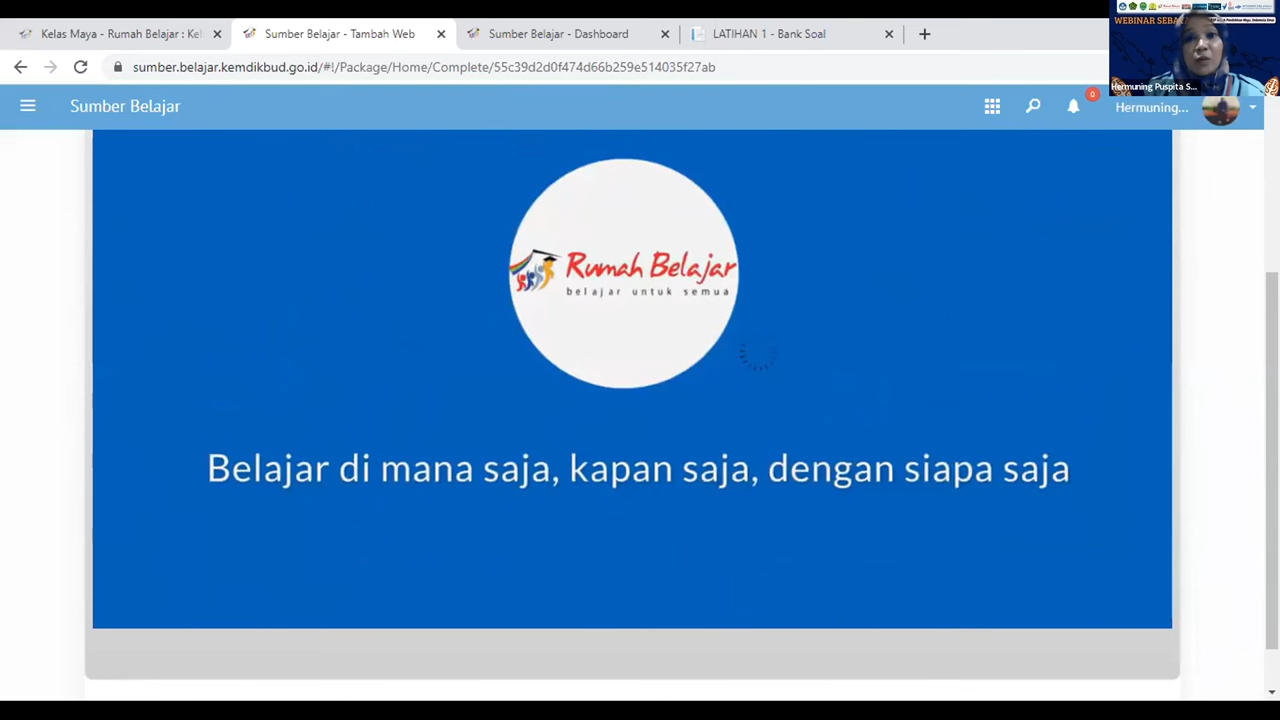 Kelas Maya - Rumah Belajar : Kel
Sumber Belajar - Tambah Web
Sumber Belajar - Dashboard
LATIHAN 1 - Bank Soal
WEBINAR SEBA
sumber.belajar.kemdikbud.go.id/#!/Package/Home/Complete/55c39d2d0f474d66b259e514035f27ab
Hermuning Puspita S...
Sumber Belajar
0
Hermuning...
Rumah Belajar
belajar untuk semua
Belajar di mana saja, kapan saja, dengan siapa saja